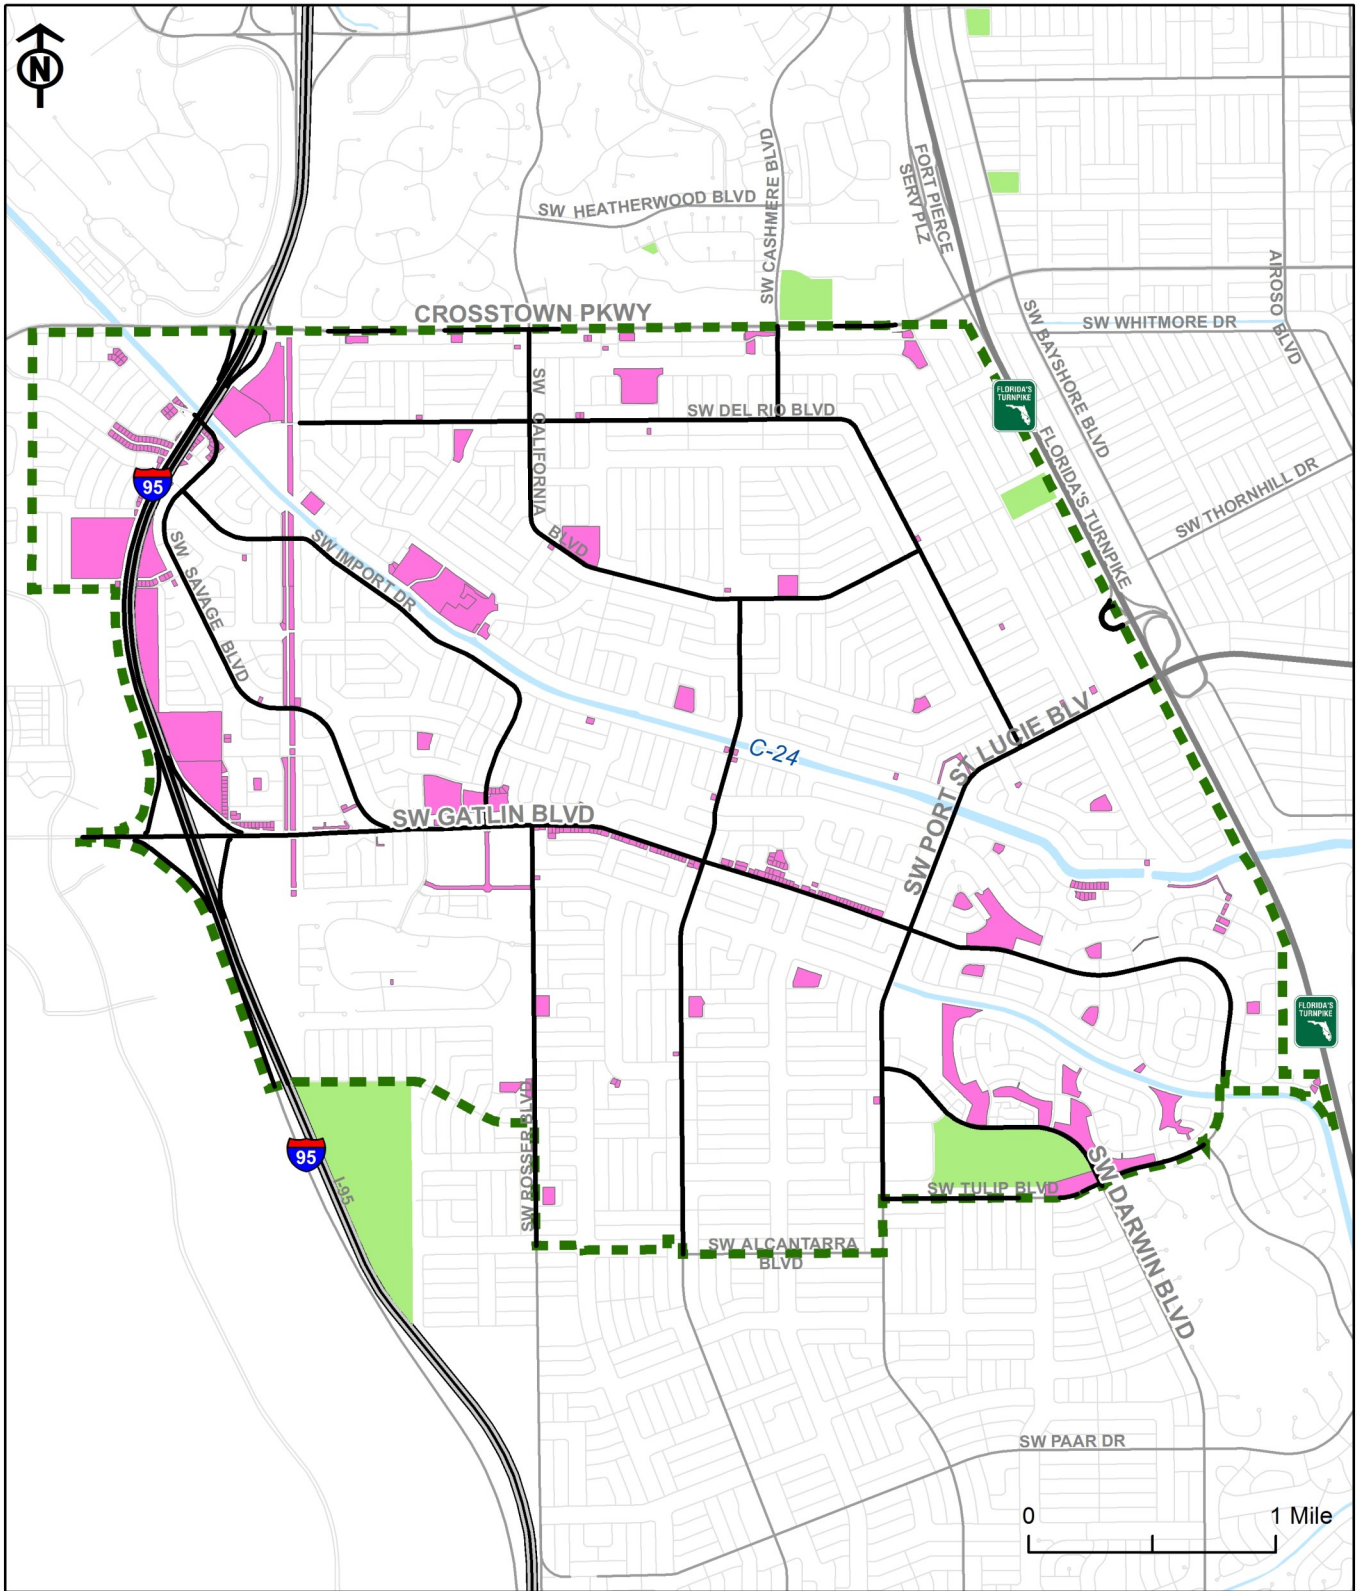 N
SW HEATHERWOOD BLVD
SW CASHMERE BLVD
FORT PIERCE
SERV PLZ
AIROSO BLVD
CROSSTOWN PKWY
SW WHITMORE DR
SW BAYSHORE BLVD
FLORIDA'S
TURNPIKE
SW CALIFORNIA
BLVD
SW DEL RIO BLVD
FLORIDA'S TURNPIKE
SW THORNHILL DR
95
SW SAVAGE BLVD
SW IMPORT DR
C-24
SW PORT ST LUCIE BLV
SW GATLIN BLVD
FLORIDA'S
TURNPIKE
95
I-95
SW ROSSER BLVD
SW TULIP BLVD
SW DARWIN BLVD
SW ALCANTARRA
BLVD
SW PAAR DR
0 1 Mile